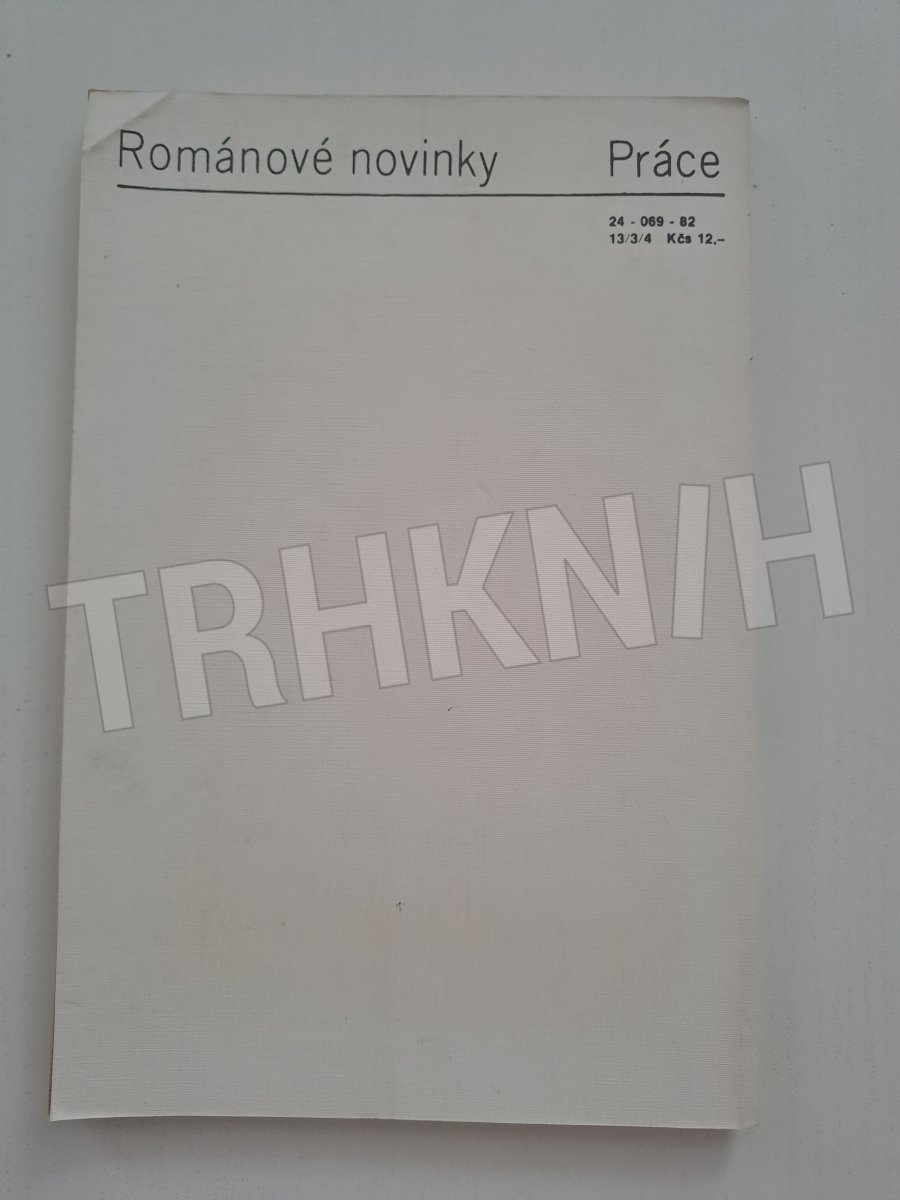 Románové novinky Práce
24 - 069 - 82
13/3/4 Kčs 12,-
TRHKNIH